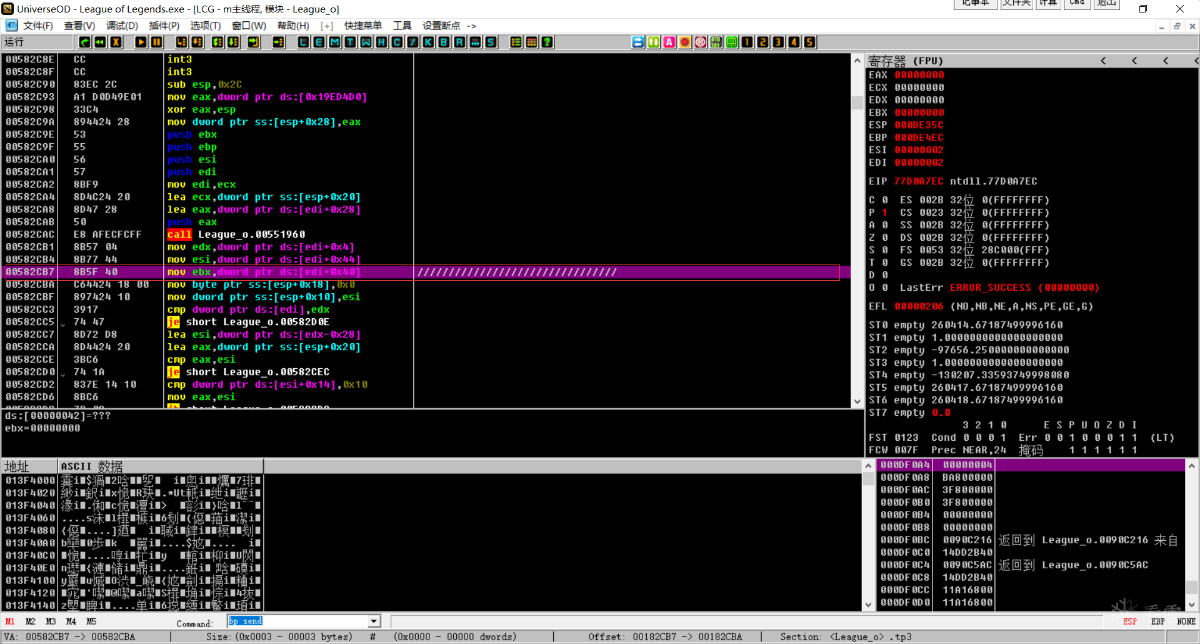 UniverseOD - League of Legends.exe - [LCG - m主线程, 模块 - League_o]
记事本 文件夹 计算 Cmd 退出
文件(F) 查看(V) 调试(D) 插件(P) 选项(T) 窗口(W) 帮助(H) [+] 快捷菜单 工具 设置断点 ->
运行
L E M T W H C / K B R ... S
00582C8E CC int3
00582C8F CC int3
00582C90 83EC 2C sub esp,0x2C
00582C93 A1 D0D49E01 mov eax,dword ptr ds:[0x19ED4D0]
00582C98 33C4 xor eax,esp
00582C9A 894424 28 mov dword ptr ss:[esp+0x28],eax
00582C9E 53 push ebx
00582C9F 55 push ebp
00582CA0 56 push esi
00582CA1 57 push edi
00582CA2 8BF9 mov edi,ecx
00582CA4 8D4C24 20 lea ecx,dword ptr ss:[esp+0x20]
00582CA8 8D47 28 lea eax,dword ptr ds:[edi+0x28]
00582CAB 50 push eax
00582CAC E8 AFECFCFF call League_o.00551960
00582CB1 8B57 04 mov edx,dword ptr ds:[edi+0x4]
00582CB4 8B77 44 mov esi,dword ptr ds:[edi+0x44]
00582CB7 8B5F 40 mov ebx,dword ptr ds:[edi+0x40] ////////////////////////////////
00582CBA C64424 18 00 mov byte ptr ss:[esp+0x18],0x0
00582CBF 897424 10 mov dword ptr ss:[esp+0x10],esi
00582CC3 3917 cmp dword ptr ds:[edi],edx
00582CC5 74 47 je short League_o.00582D0E
00582CC7 8D72 D8 lea esi,dword ptr ds:[edx-0x28]
00582CCA 8D4424 20 lea eax,dword ptr ss:[esp+0x20]
00582CCE 3BC6 cmp eax,esi
00582CD0 74 1A je short League_o.00582CEC
00582CD2 837E 14 10 cmp dword ptr ds:[esi+0x14],0x10
00582CD6 8BC6 mov eax,esi
ds:[00000042]=???
ebx=00000000
寄存器 (FPU) < < < <
EAX 00000000
ECX 00000000
EDX 00000000
EBX 00000000
ESP 000DE35C
EBP 000DE4EC
ESI 00000002
EDI 00000002
EIP 77D0A7EC ntdll.77D0A7EC
C 0 ES 002B 32位 0(FFFFFFFF)
P 1 CS 0023 32位 0(FFFFFFFF)
A 0 SS 002B 32位 0(FFFFFFFF)
Z 0 DS 002B 32位 0(FFFFFFFF)
S 0 FS 0053 32位 28C000(FFF)
T 0 GS 002B 32位 0(FFFFFFFF)
D 0
O 0 LastErr ERROR_SUCCESS (00000000)
EFL 00000206 (NO,NB,NE,A,NS,PE,GE,G)
ST0 empty 260414.67187499996160
ST1 empty 1.0000000000000000000
ST2 empty -97656.250000000000000
ST3 empty 1.0000000000000000000
ST4 empty -130207.33593749998080
ST5 empty 260417.67187499996160
ST6 empty 260418.67187499996160
ST7 empty 0.0
3 2 1 0 E S P U O Z D I
FST 0123 Cond 0 0 0 1 Err 0 0 1 0 0 0 1 1 (LT)
FCW 007F Prec NEAR,24 掩码 1 1 1 1 1 1
地址 ASCII 数据
013F4000
013F4020
013F4040
013F4060
013F4080
013F40A0
013F40C0
013F40E0
013F4100
013F4120
013F4140
000DF0A4 00000004
000DF0A8 BA800000
000DF0AC 3F800000
000DF0B0 3F800000
000DF0B4 00000000
000DF0B8 00000000
000DF0BC 0090C216 返回到 League_o.0090C216 来自
000DF0C0 14DD2B40
000DF0C4 0090C5AC 返回到 League_o.0090C5AC
000DF0C8 14DD2B40
000DF0CC 11A16800
000DF0D0 11A16800
M1 M2 M3 M4 M5 Command: bp send ESP EBP NONE
VA: 00582CB7 -> 00582CBA Size:(0x0003 - 00003 bytes) # (0x0000 - 00000 dwords) Offset: 00182CB7 -> 00182CBA Section: <League_o> .tp3